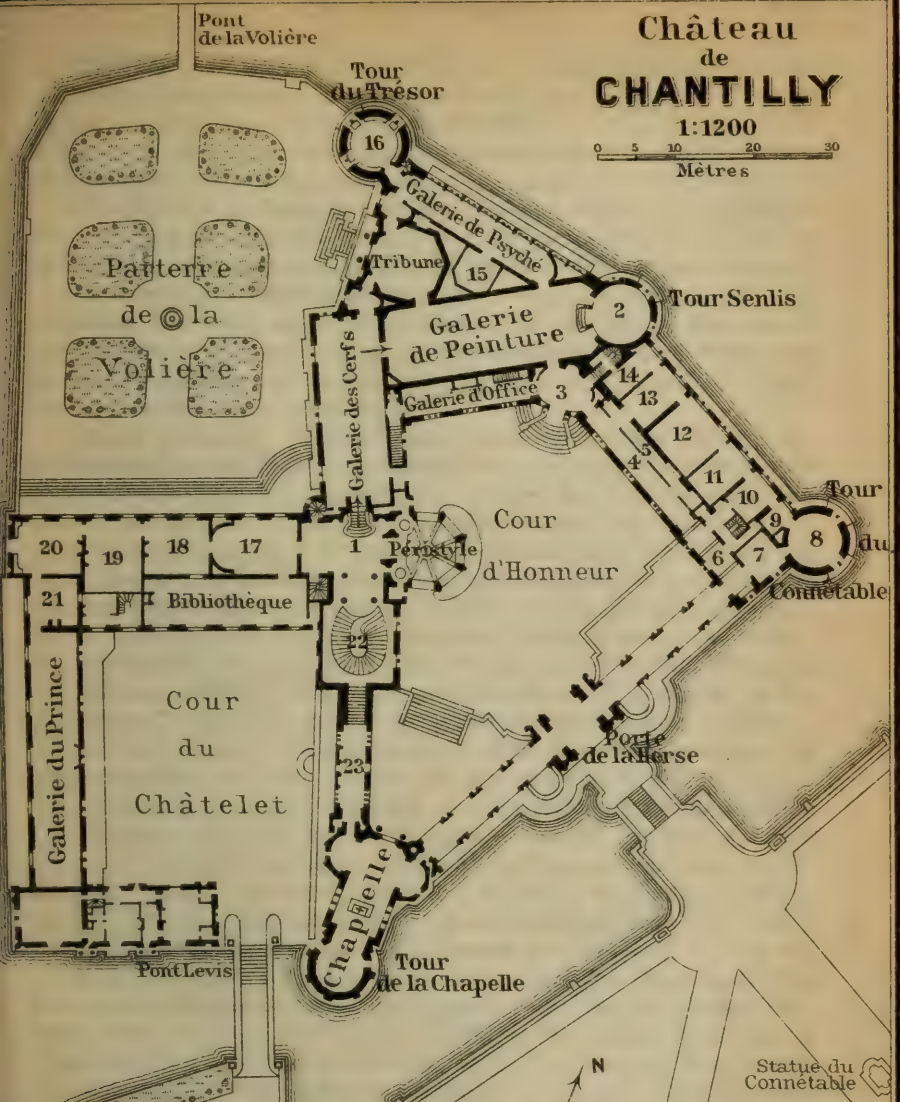 Château
de
CHANTILLY
1:1200
0 5 10 20 30
Mètres
Pont
de la Volière
Tour
du Trésor
16
Galerie de Psyché
Tribune
15
2
Tour Senlis
Galerie
de Peinture
Parterre
de la
Volière
Galerie des Cerfs
Galerie d'Office
3
14
13
12
11
10
9
8
7
6
5
4
Tour
du
Connétable
Cour
d'Honneur
Péristyle
1
20
19
18
17
21
Bibliothèque
22
Galerie du Prince
Cour
du
Châtelet
23
Porte
de la Herse
Chapelle
Pont Levis
Tour
de la Chapelle
N
Statue du
Connétable